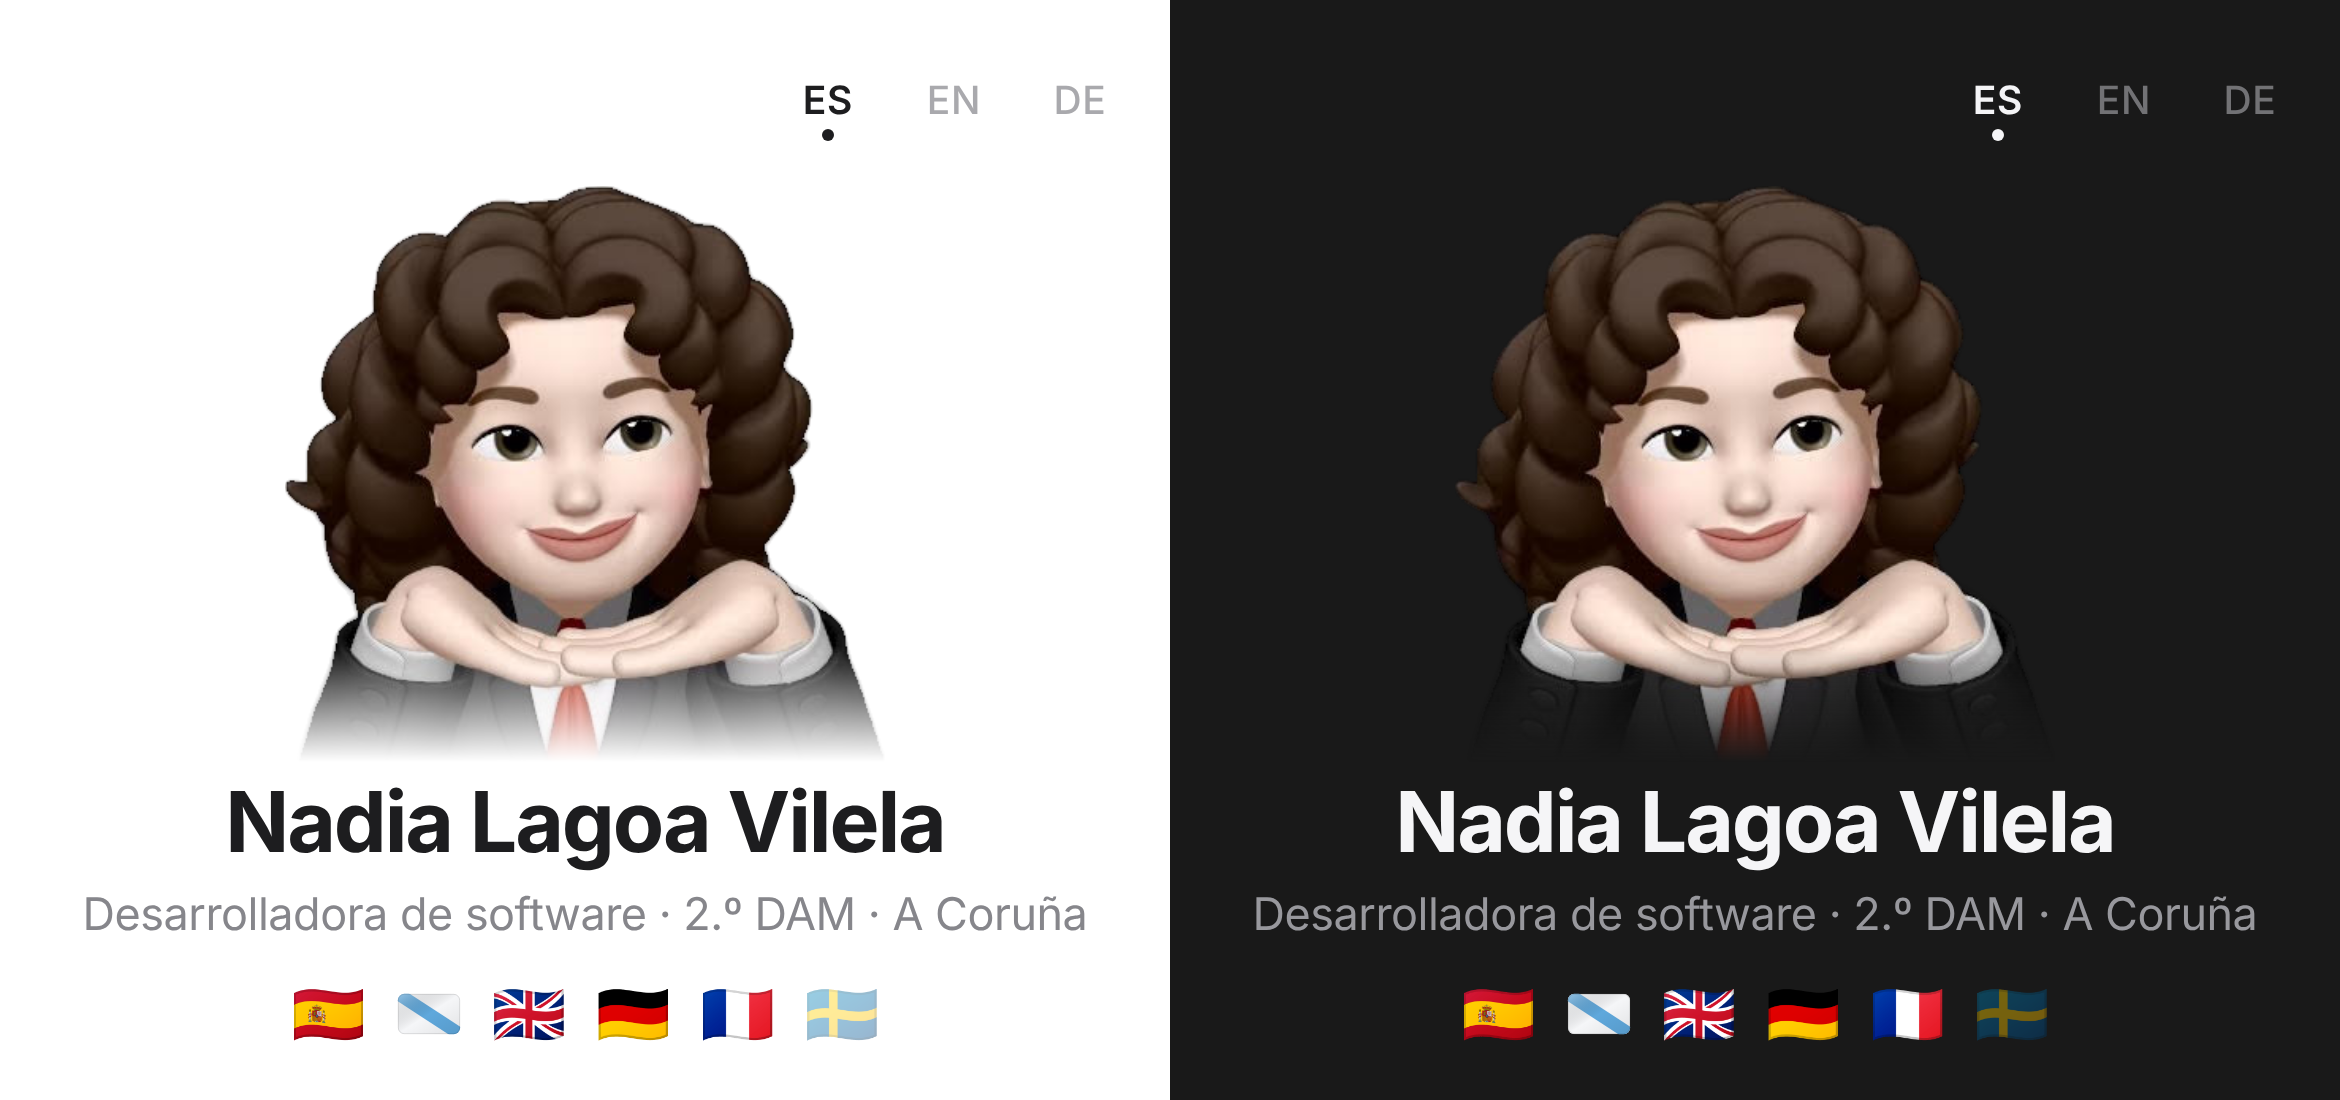 ES EN DE
Nadia Lagoa Vilela
Desarrolladora de software · 2.º DAM · A Coruña
ES EN DE
Nadia Lagoa Vilela
Desarrolladora de software · 2.º DAM · A Coruña